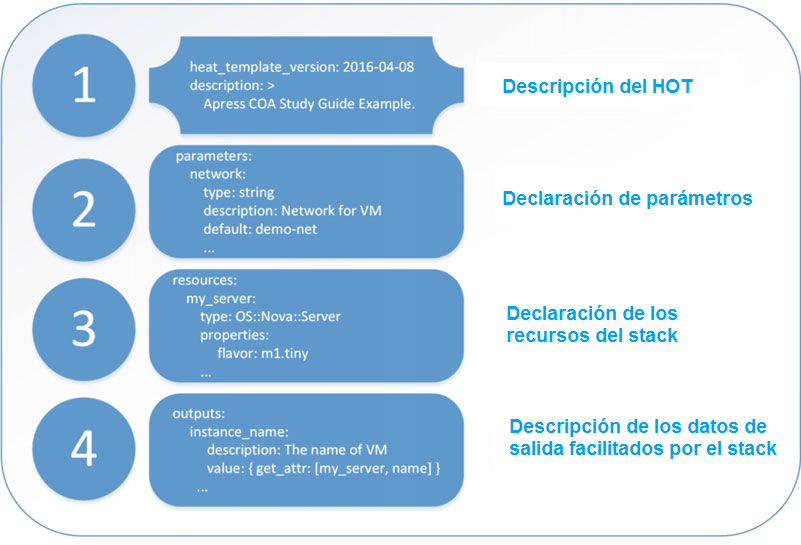 1
heat_template_version: 2016-04-08
description: >
Apress COA Study Guide Example.
Descripción del HOT
2
parameters:
network:
type: string
description: Network for VM
default: demo-net
...
Declaración de parámetros
3
resources:
my_server:
type: OS::Nova::Server
properties:
flavor: m1.tiny
...
Declaración de los
recursos del stack
4
outputs:
instance_name:
description: The name of VM
value: { get_attr: [my_server, name] }
...
Descripción de los datos de
salida facilitados por el stack